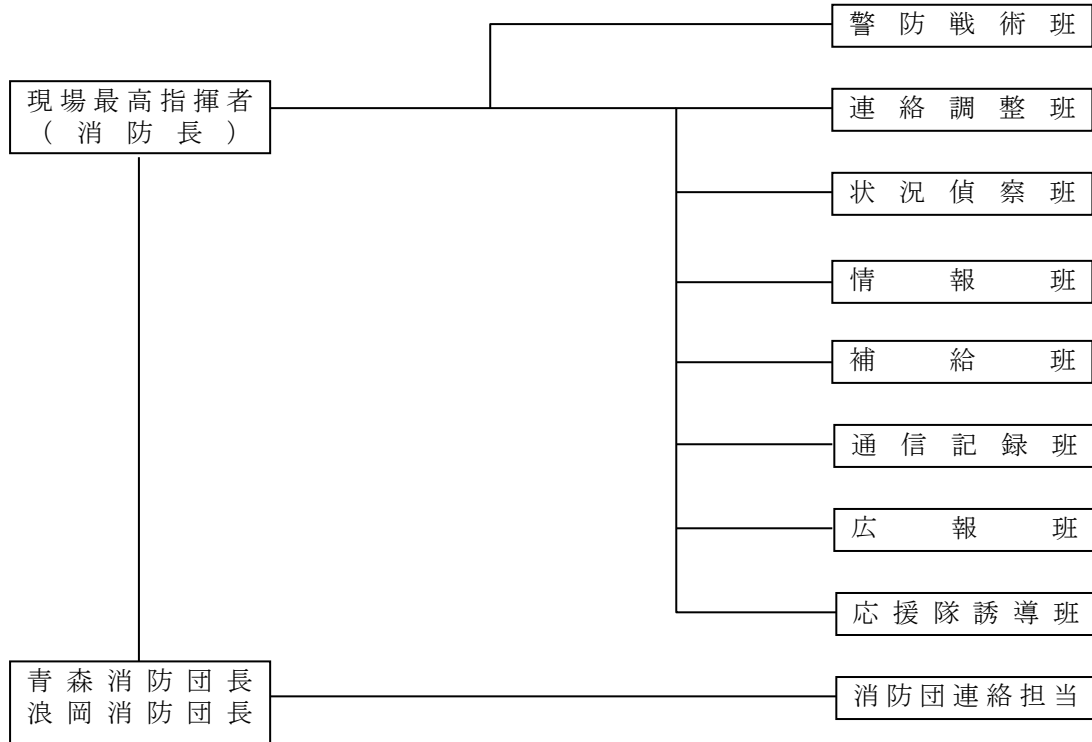 警防戦術班
現場最高指揮者
(消防長)
連絡調整班
状況偵察班
情報班
補給班
通信記録班
広報班
応援隊誘導班
青森消防団長
浪岡消防団長
消防団連絡担当